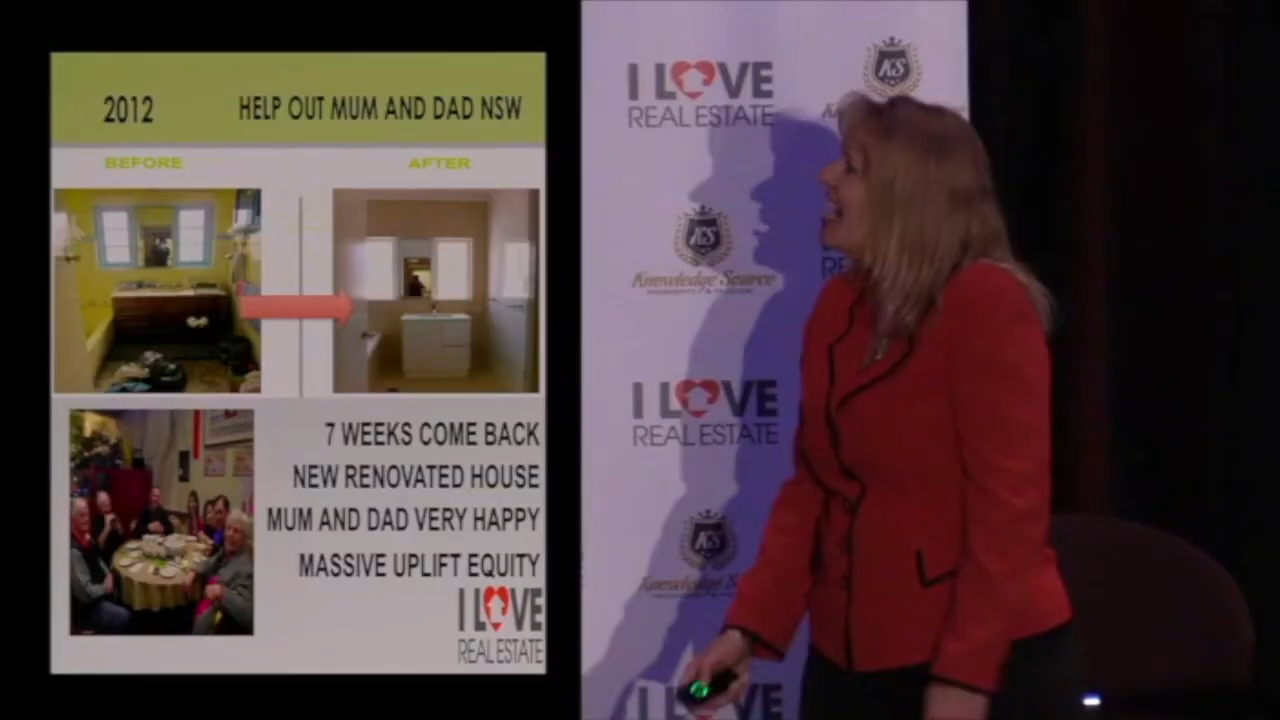 2012
HELP OUT MUM AND DAD NSW
BEFORE
AFTER
7 WEEKS COME BACK
NEW RENOVATED HOUSE
MUM AND DAD VERY HAPPY
MASSIVE UPLIFT EQUITY
I LOVE
REAL ESTATE
I LOVE
REAL ESTATE
KS
KS
Knowledge Source
I LOVE
REAL ESTATE
KS
Knowledge S
I LOVE